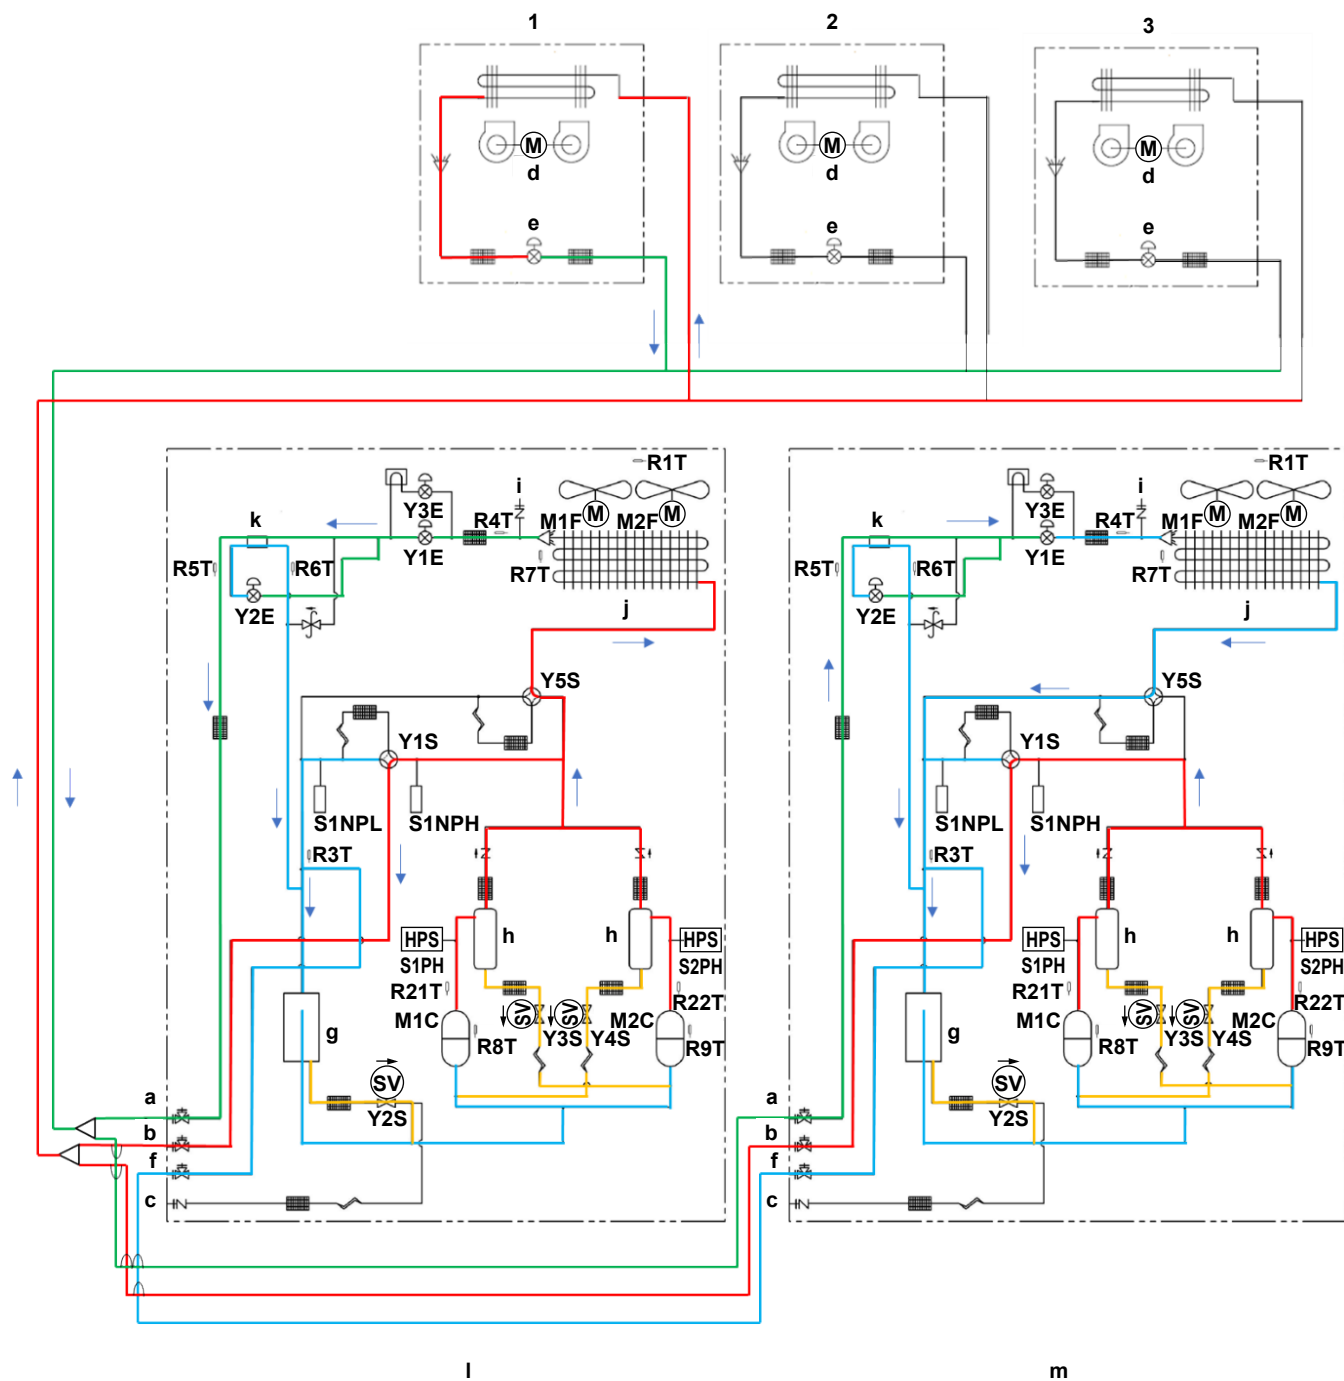 1 2 3
M M M
d d d
e e e
R1T R1T
i i
Y3E M1F M M2F M Y3E M1F M M2F M
k R4T k R4T
Y1E Y1E
R5T R6T R7T R5T R6T R7T
Y2E j Y2E j
Y5S Y5S
Y1S Y1S
S1NPL S1NPH S1NPL S1NPH
R3T R3T
HPS h h HPS HPS h h HPS
S1PH S2PH S1PH S2PH
R21T R22T R21T R22T
M1C SV SV M2C M1C SV SV M2C
g R8T Y3S Y4S R9T g R8T Y3S Y4S R9T
SV SV
a Y2S a Y2S
b b
f f
c c
l m